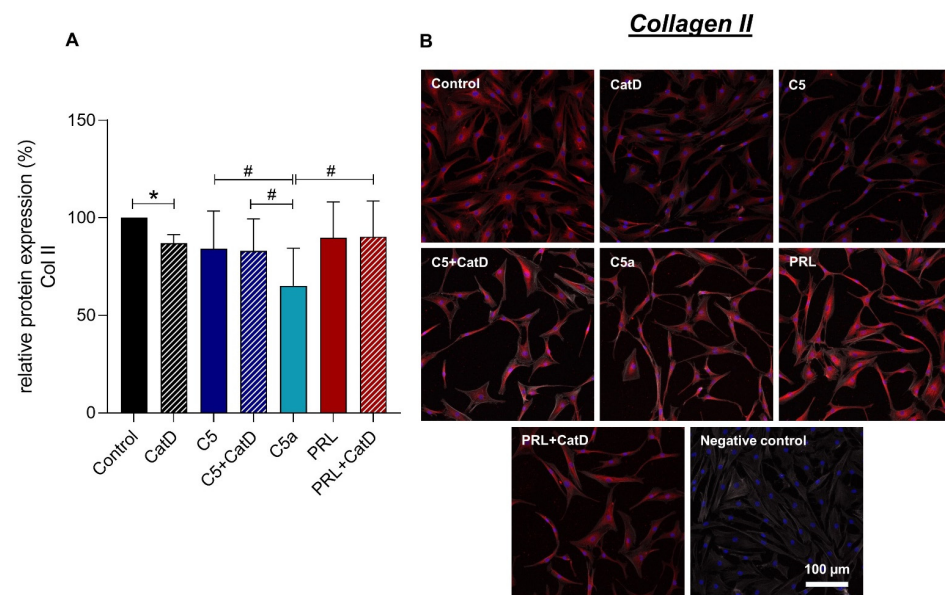 Collagen II
A
B
relative protein expression (%)
Col II
150
100
50
0
*
#
#
#
Control
CatD
C5
C5+CatD
C5a
PRL
PRL+CatD
Control
CatD
C5
C5+CatD
C5a
PRL
PRL+CatD
Negative control
100 µm